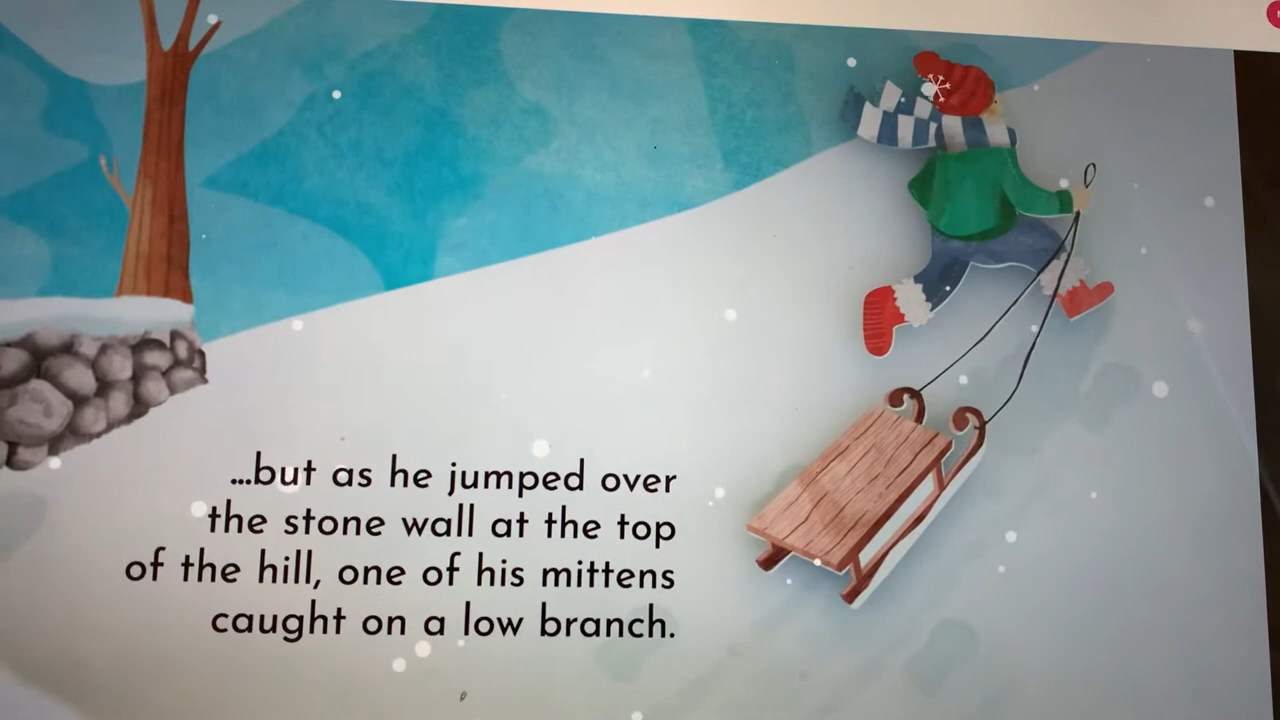 ...but as he jumped over
the stone wall at the top
of the hill, one of his mittens
caught on a low branch.